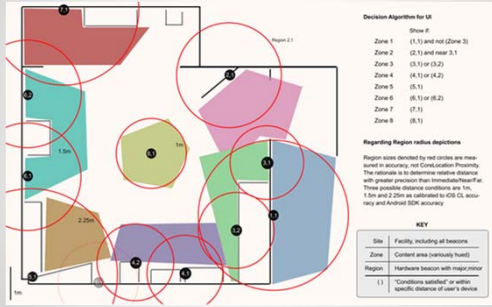 7,1
Region 2,1
2,1
6,2
1.5m
8,1
1m
3,1
6,1
2.25m
3,2
1,1
4,2
4,1
5,1
1m
Decision Algorithm for UI
Show if:
Zone 1 (1,1) and not (Zone 3)
Zone 2 (2,1) and near 3,1
Zone 3 (3,1) or (3,2)
Zone 4 (4,1) or (4,2)
Zone 5 (5,1)
Zone 6 (6,1) or (6,2)
Zone 7 (7,1)
Zone 8 (8,1)
Regarding Region radius depictions
Region sizes denoted by red circles are mea-
sured in accuracy, not CoreLocation Proximity.
The rationale is to determine relative distance
with greater precision than Immediate/Near/Far.
Three possible distance conditions are 1m,
1.5m and 2.25m as calibrated to iOS CL accu-
racy and Android SDK accuracy
KEY
Site Facility, including all beacons
Zone Content area (variously hued)
Region Hardware beacon with major,minor
( ) "Conditions satisfied" or within
specific distance of user's device